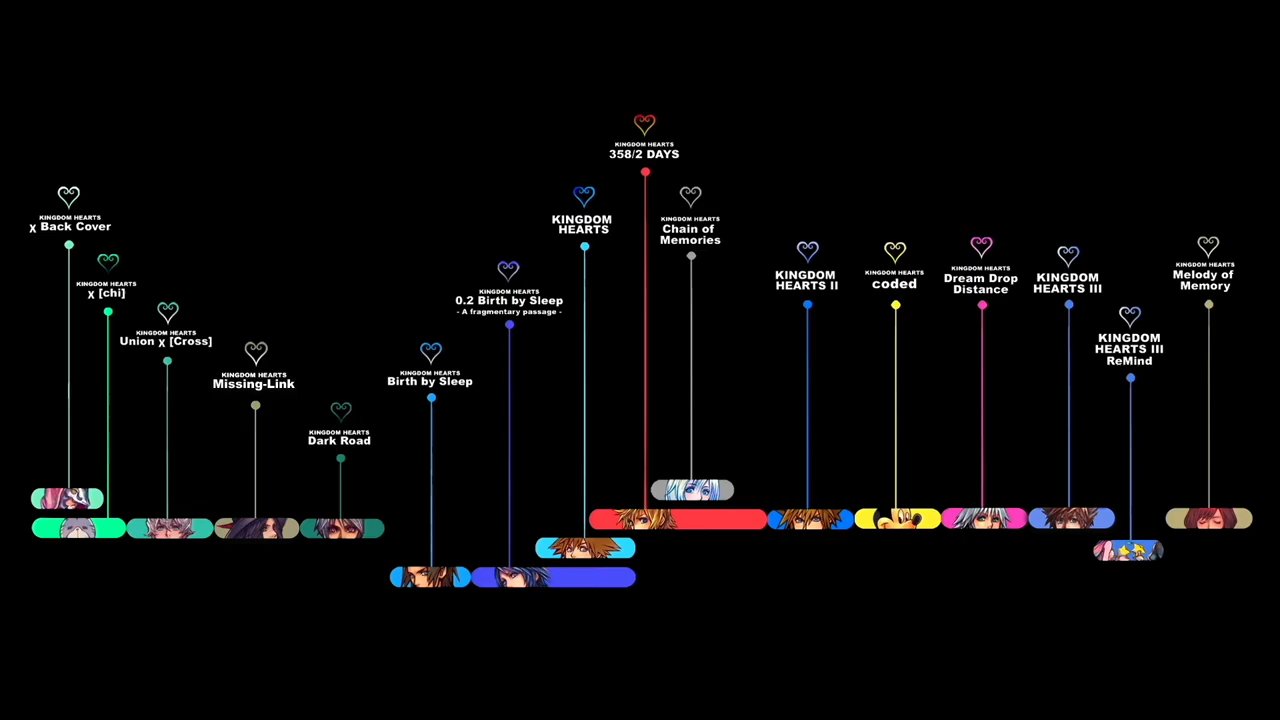 KINGDOM HEARTS
χ Back Cover
KINGDOM HEARTS
χ [chi]
KINGDOM HEARTS
Union χ [Cross]
KINGDOM HEARTS
Missing-Link
KINGDOM HEARTS
Dark Road
KINGDOM HEARTS
Birth by Sleep
KINGDOM HEARTS
0.2 Birth by Sleep
- A fragmentary passage -
KINGDOM
HEARTS
KINGDOM HEARTS
358/2 DAYS
KINGDOM HEARTS
Chain of
Memories
KINGDOM
HEARTS II
KINGDOM HEARTS
coded
KINGDOM HEARTS
Dream Drop
Distance
KINGDOM
HEARTS III
KINGDOM
HEARTS III
ReMind
KINGDOM HEARTS
Melody of
Memory